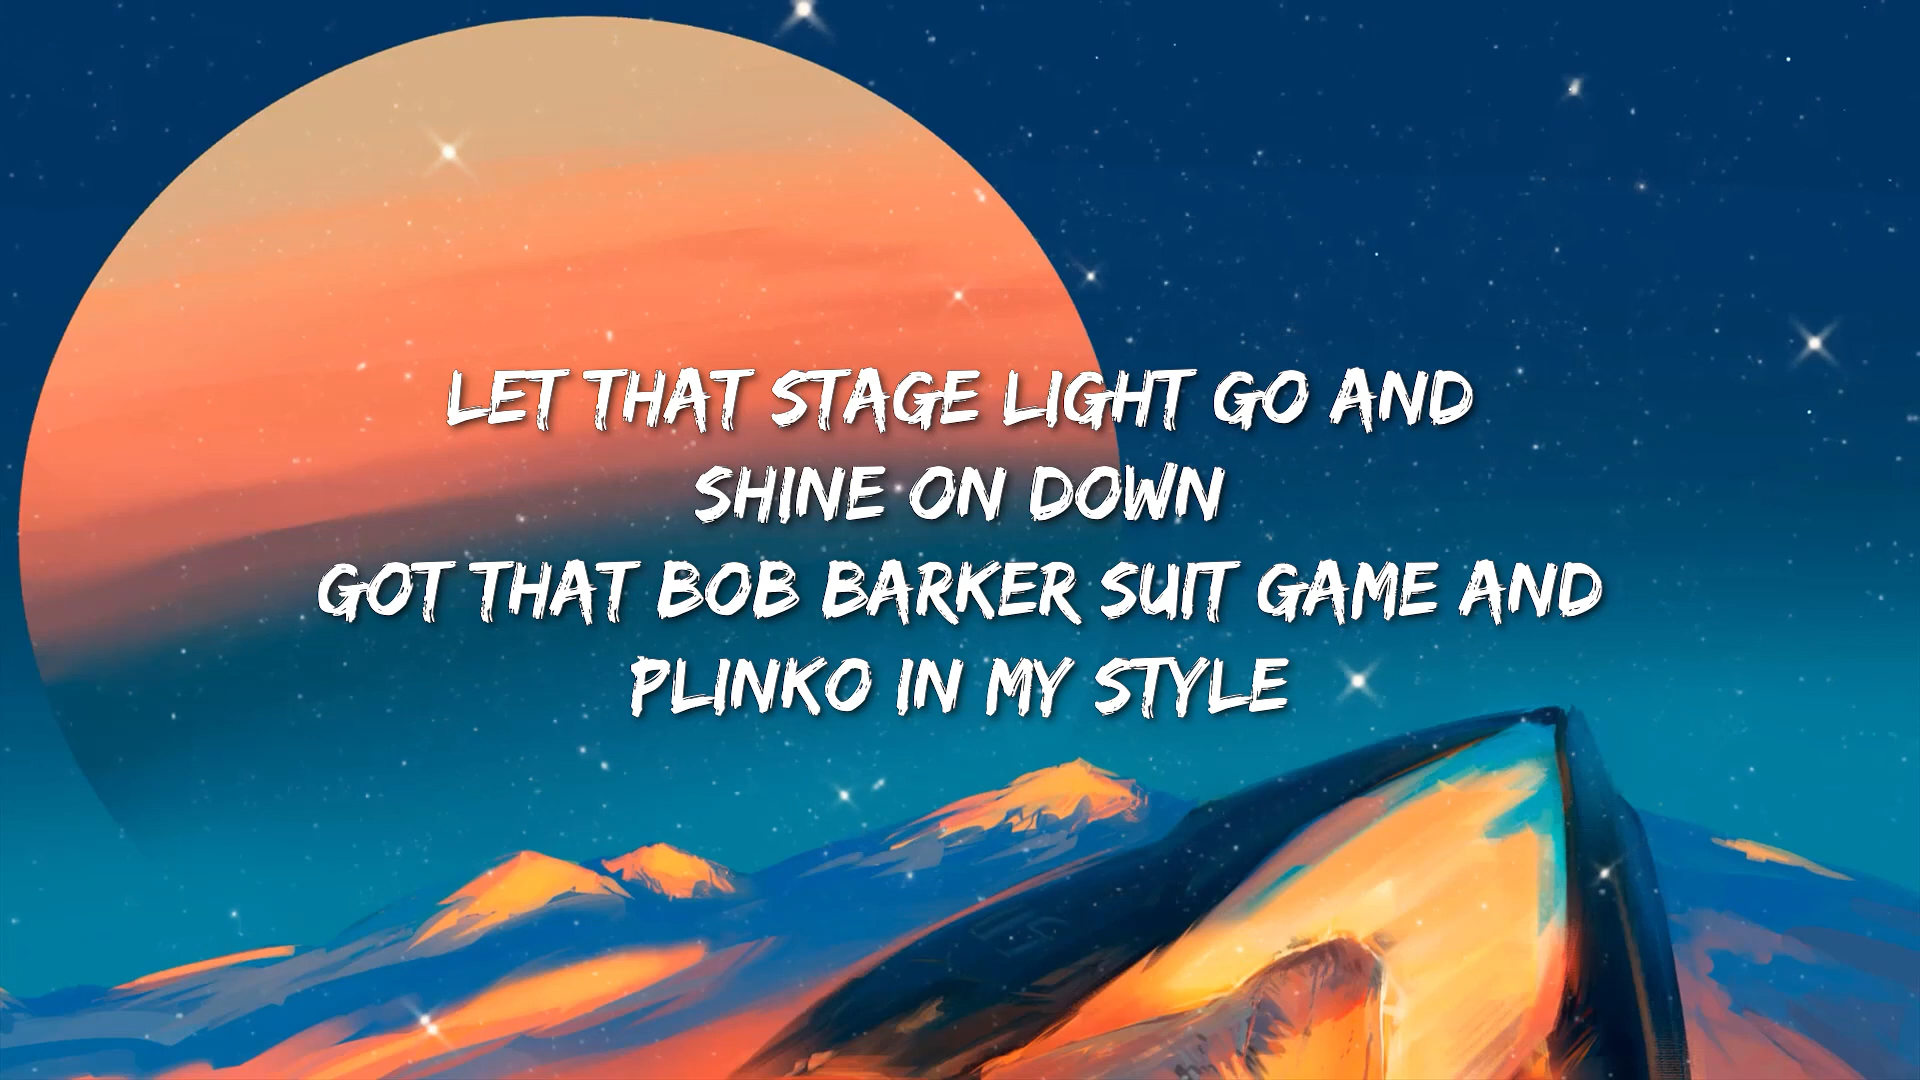 LET THAT STAGE LIGHT GO AND
SHINE ON DOWN
GOT THAT BOB BARKER SUIT GAME AND
PLINKO IN MY STYLE